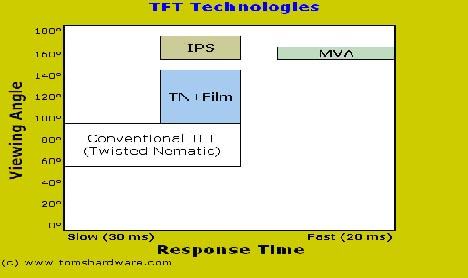 TFT Technologies
Viewing Angle
180°
160°
140°
120°
100°
80°
60°
40°
20°
0°
IPS
MVA
TN+Film
Conventional TFT
(Twisted Nematic)
Slow (30 ms)
Fast (20 ms)
Response Time
(c) www.tomshardware.com